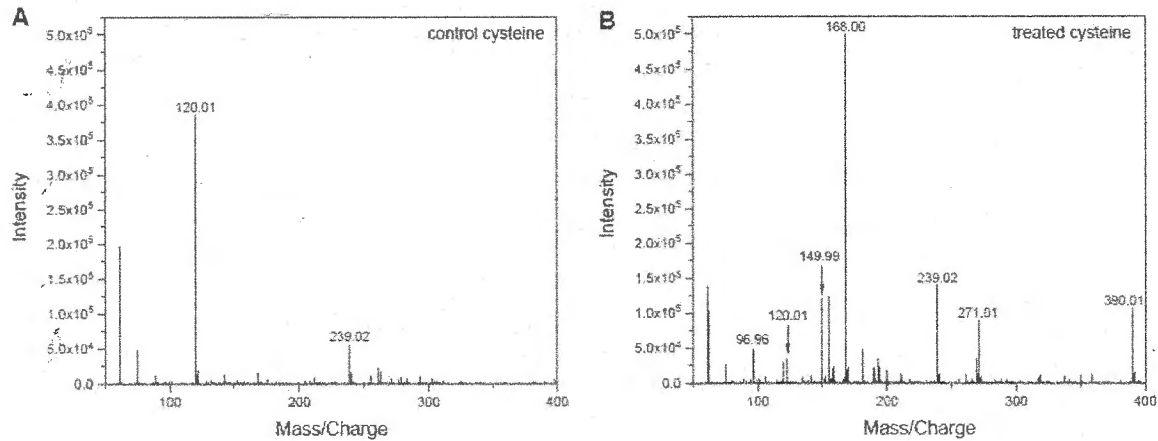 A
control cysteine
5.0x10⁵
4.5x10⁵
4.0x10⁵
3.5x10⁵
3.0x10⁵
2.5x10⁵
2.0x10⁵
1.5x10⁵
1.0x10⁵
5.0x10⁴
0.0
120.01
239.02
100
200
300
400
Intensity
Mass/Charge
B
treated cysteine
5.0x10⁵
4.5x10⁵
4.0x10⁵
3.5x10⁵
3.0x10⁵
2.5x10⁵
2.0x10⁵
1.5x10⁵
1.0x10⁵
5.0x10⁴
0.0
168.00
149.99
120.01
96.96
239.02
271.01
390.01
100
200
300
400
Intensity
Mass/Charge